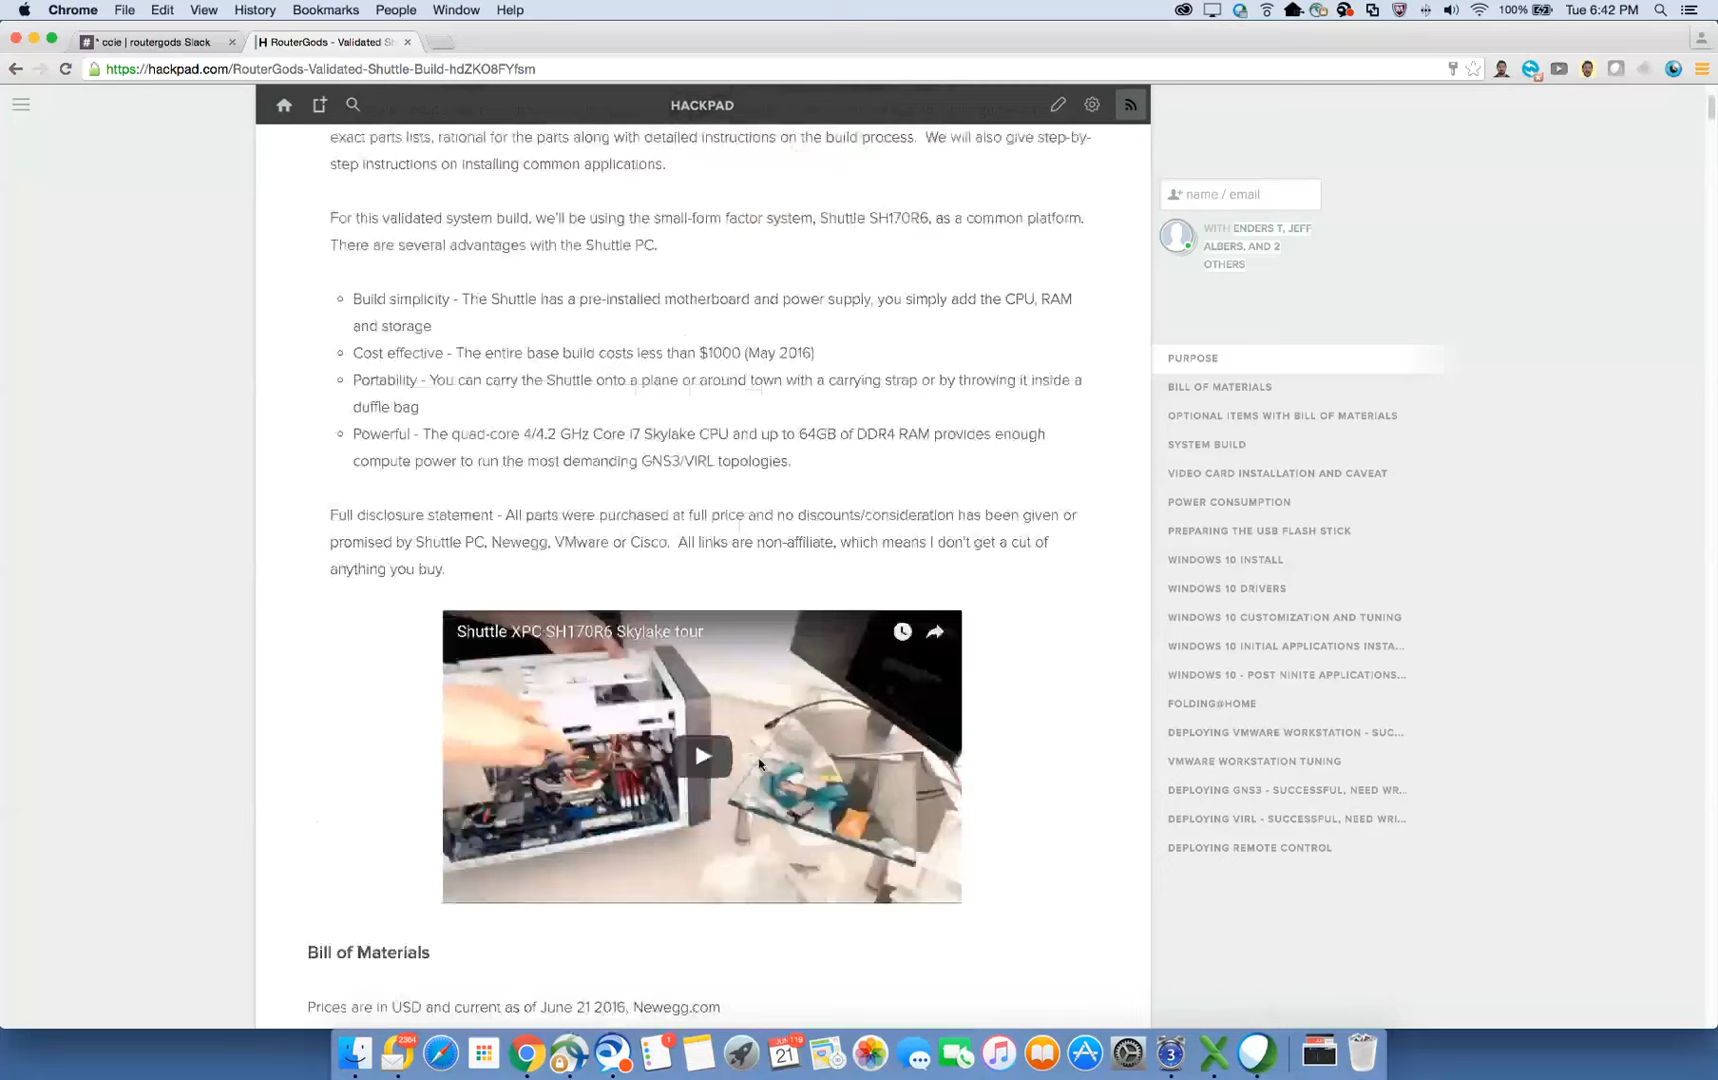 Chrome File Edit View History Bookmarks People Window Help 100% Tue 6:42 PM
* ccie | routergods Slack
RouterGods - Validated Sh
https://hackpad.com/RouterGods-Validated-Shuttle-Build-hdZKO8FYfsm
HACKPAD
exact parts lists, rational for the parts along with detailed instructions on the build process. We will also give step-by-
step instructions on installing common applications.
For this validated system build, we'll be using the small-form factor system, Shuttle SH170R6, as a common platform.
There are several advantages with the Shuttle PC.
Build simplicity - The Shuttle has a pre-installed motherboard and power supply, you simply add the CPU, RAM
and storage
Cost effective - The entire base build costs less than $1000 (May 2016)
Portability - You can carry the Shuttle onto a plane or around town with a carrying strap or by throwing it inside a
duffle bag
Powerful - The quad-core 4/4.2 GHz Core i7 Skylake CPU and up to 64GB of DDR4 RAM provides enough
compute power to run the most demanding GNS3/VIRL topologies.
Full disclosure statement - All parts were purchased at full price and no discounts/consideration has been given or
promised by Shuttle PC, Newegg, VMware or Cisco. All links are non-affiliate, which means I don't get a cut of
anything you buy.
Shuttle XPC SH170R6 Skylake tour
Bill of Materials
Prices are in USD and current as of June 21 2016, Newegg.com
name / email
WITH ENDERS T, JEFF
ALBERS, AND 2
OTHERS
PURPOSE
BILL OF MATERIALS
OPTIONAL ITEMS WITH BILL OF MATERIALS
SYSTEM BUILD
VIDEO CARD INSTALLATION AND CAVEAT
POWER CONSUMPTION
PREPARING THE USB FLASH STICK
WINDOWS 10 INSTALL
WINDOWS 10 DRIVERS
WINDOWS 10 CUSTOMIZATION AND TUNING
WINDOWS 10 INITIAL APPLICATIONS INSTA...
WINDOWS 10 - POST NINITE APPLICATIONS...
FOLDING@HOME
DEPLOYING VMWARE WORKSTATION - SUC...
VMWARE WORKSTATION TUNING
DEPLOYING GNS3 - SUCCESSFUL, NEED WR...
DEPLOYING VIRL - SUCCESSFUL, NEED WRI...
DEPLOYING REMOTE CONTROL
2364
1
JUN 119
21
3